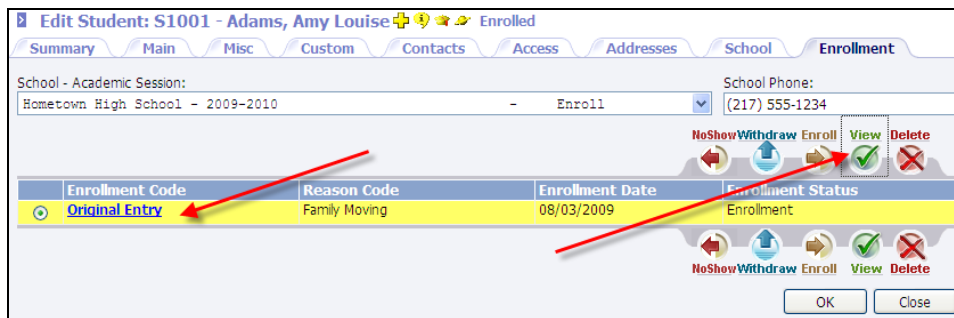 Edit Student: S1001 - Adams, Amy Louise Enrolled
Summary Main Misc Custom Contacts Access Addresses School Enrollment
School - Academic Session: School Phone:
Hometown High School - 2009-2010 - Enroll (217) 555-1234
NoShow Withdraw Enroll View Delete
Enrollment Code Reason Code Enrollment Date Enrollment Status
Original Entry Family Moving 08/03/2009 Enrollment
NoShow Withdraw Enroll View Delete
OK Close